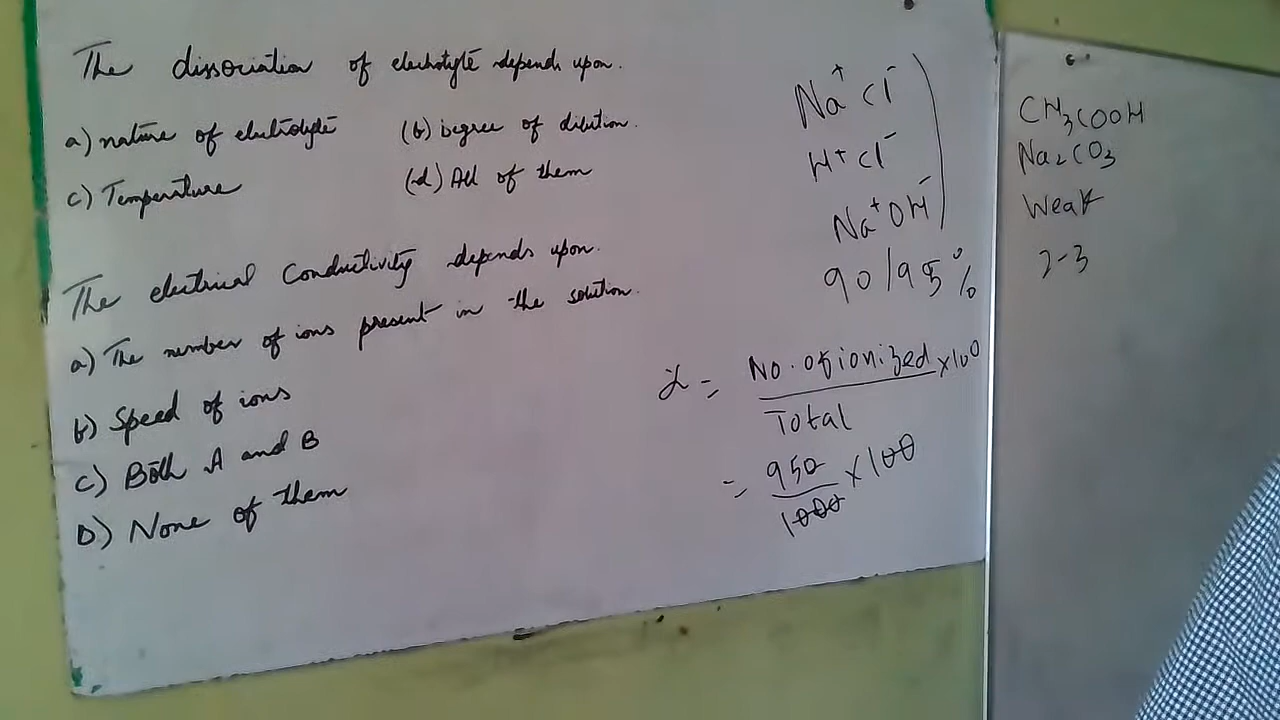 The dissociation of electrolyte depends upon.
a) nature of electrolyte (b) Degree of dilution.
c) Temperature (d) All of them
The electrical Conductivity depends upon.
a) The number of ions present in the solution.
b) Speed of ions
c) Both A and B
D) None of them
Na⁺Cl⁻
H⁺Cl⁻
Na⁺OH⁻
90/95%
α = No. of ionized / Total ×100
= 950/1000 ×100
CH₃COOH
Na₂CO₃
Weak
2-3